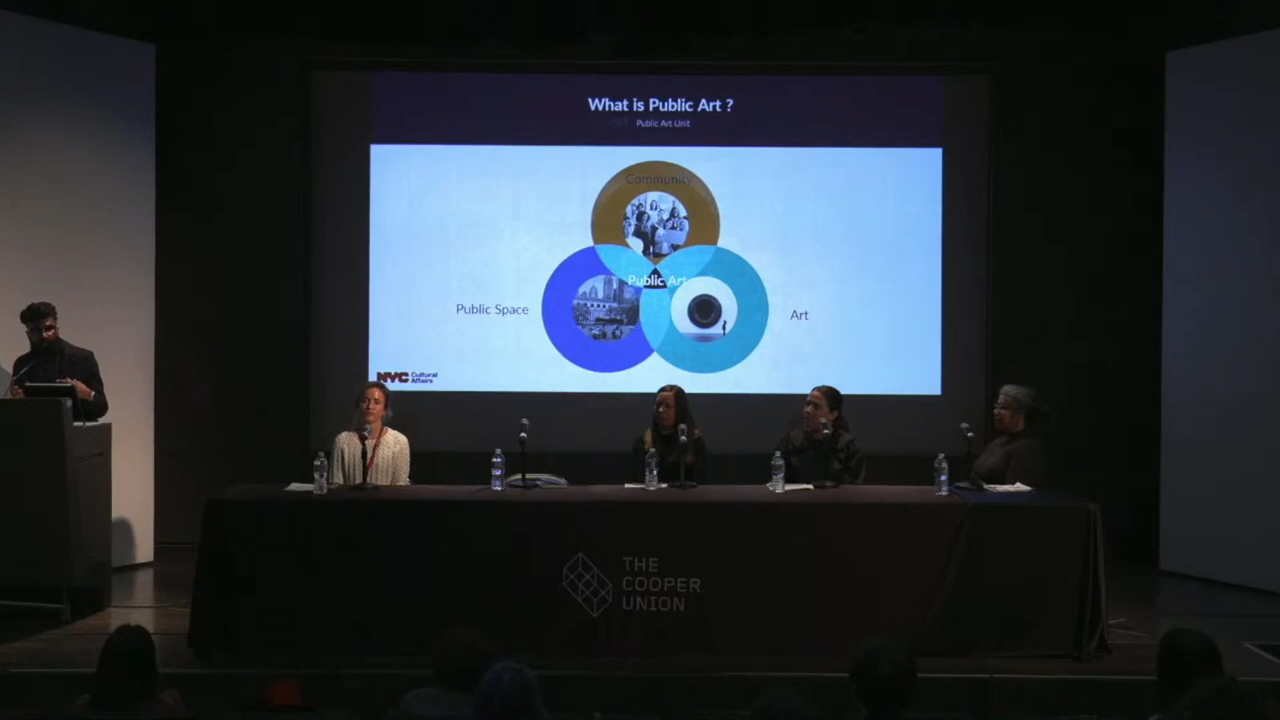 What is Public Art ?
Public Art Unit
Community
Public Art
Public Space
Art
NYC Cultural
Affairs
THE
COOPER
UNION